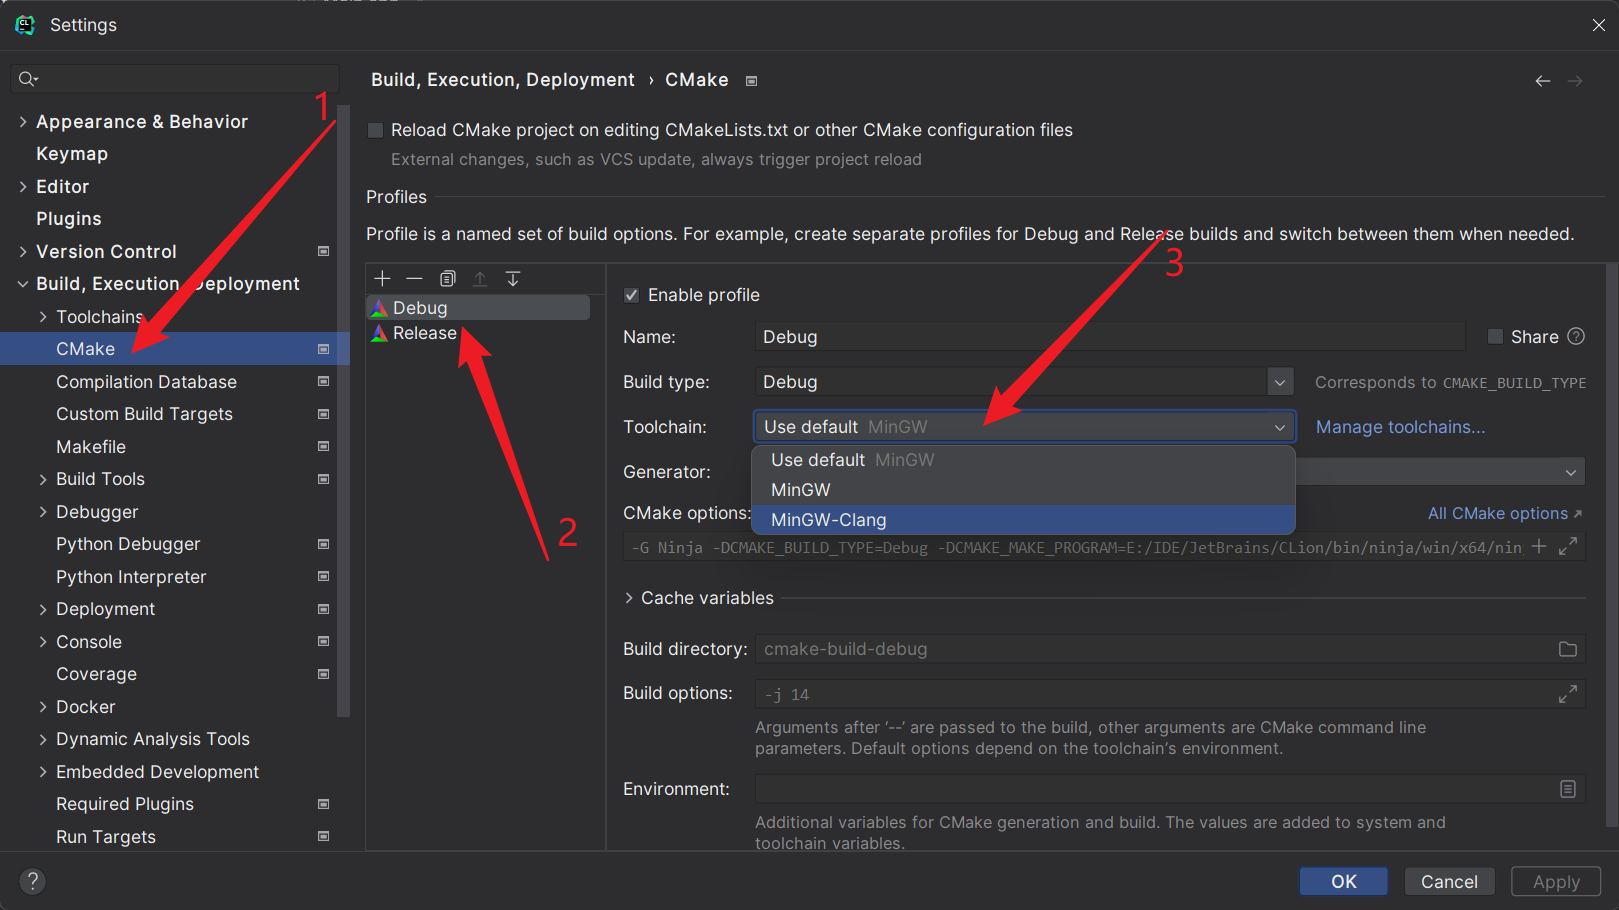 Settings
Build, Execution, Deployment › CMake
1
Appearance & Behavior
Keymap
Editor
Plugins
Version Control
Build, Execution, Deployment
Toolchains
CMake
Compilation Database
Custom Build Targets
Makefile
Build Tools
Debugger
Python Debugger
Python Interpreter
Deployment
Console
Coverage
Docker
Dynamic Analysis Tools
Embedded Development
Required Plugins
Run Targets
Reload CMake project on editing CMakeLists.txt or other CMake configuration files
External changes, such as VCS update, always trigger project reload
Profiles
Profile is a named set of build options. For example, create separate profiles for Debug and Release builds and switch between them when needed.
3
Debug
Release
2
Enable profile
Name: Debug Share
Build type: Debug Corresponds to CMAKE_BUILD_TYPE
Toolchain: Use default MinGW Manage toolchains...
Use default MinGW
Generator:
MinGW
CMake options: All CMake options
MinGW-Clang
-G Ninja -DCMAKE_BUILD_TYPE=Debug -DCMAKE_MAKE_PROGRAM=E:/IDE/JetBrains/CLion/bin/ninja/win/x64/nin
Cache variables
Build directory: cmake-build-debug
Build options: -j 14
Arguments after ‘--’ are passed to the build, other arguments are CMake command line
parameters. Default options depend on the toolchain’s environment.
Environment:
Additional variables for CMake generation and build. The values are added to system and
toolchain variables.
? OK Cancel Apply